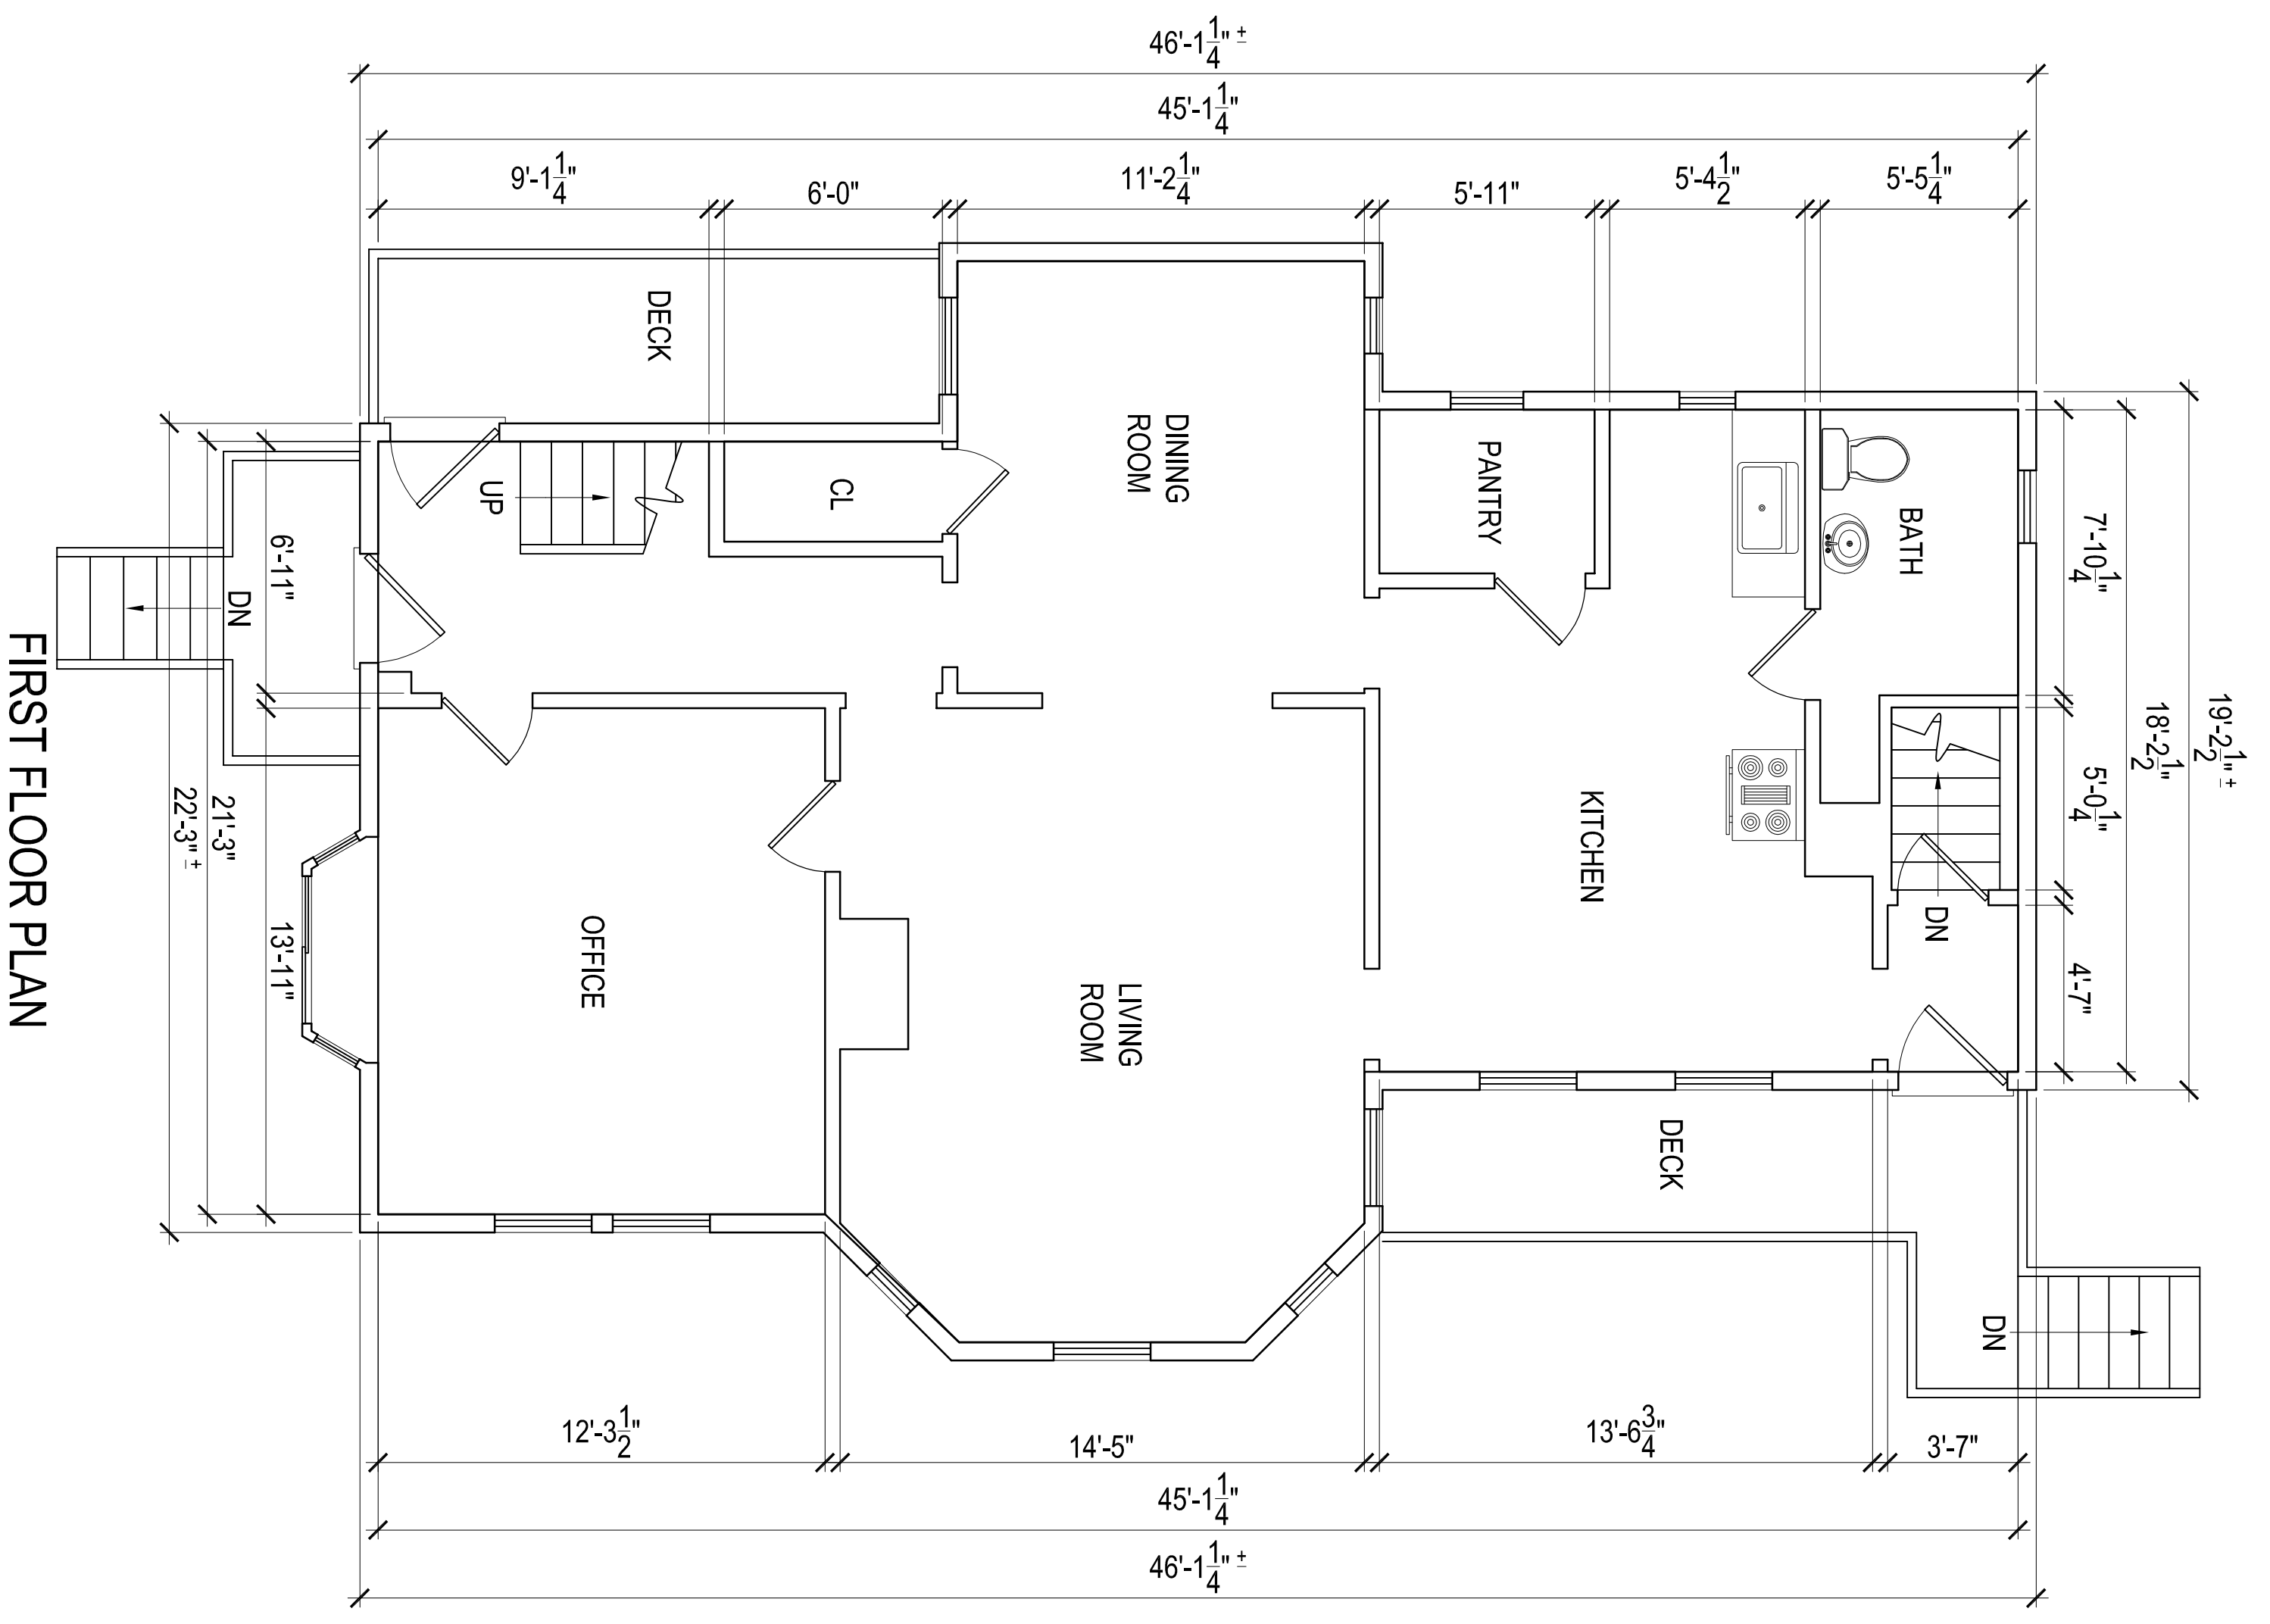 46'-1 1/4" ±
45'-1 1/4"
9'-1 1/4"
6'-0"
11'-2 1/4"
5'-11"
5'-4 1/2"
5'-5 1/4"
DECK
DINING
ROOM
PANTRY
BATH
UP
CL
7'-10 1/4"
6'-11"
DN
19'-2 1/2" ±
18'-2 1/2"
5'-0 1/4"
FIRST FLOOR PLAN
22'-3" ±
21'-3"
KITCHEN
OFFICE
13'-11"
DN
LIVING
ROOM
4'-7"
DECK
DN
12'-3 1/2"
14'-5"
13'-6 3/4"
3'-7"
45'-1 1/4"
46'-1 1/4" ±